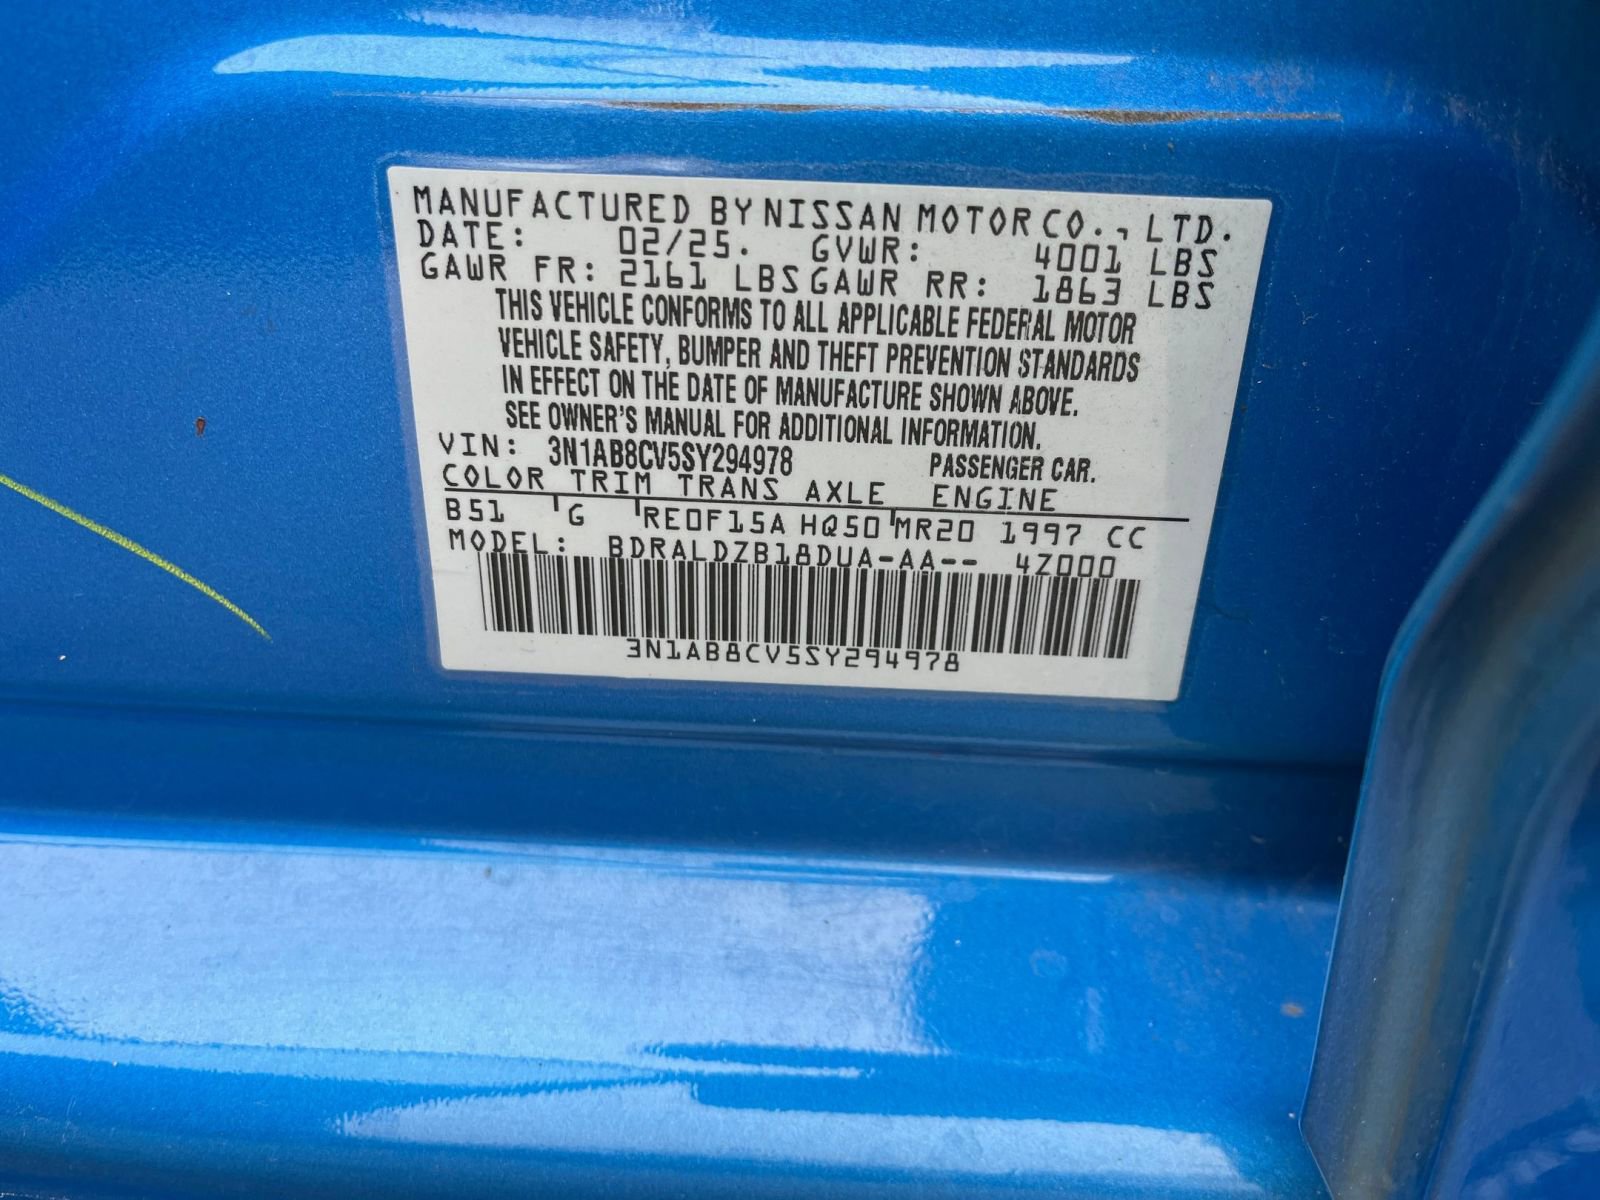 MANUFACTURED BY NISSAN MOTOR CO., LTD.
DATE: 02/25. GVWR: 4001 LBS
GAWR FR: 2161 LBS GAWR RR: 1863 LBS
THIS VEHICLE CONFORMS TO ALL APPLICABLE FEDERAL MOTOR
VEHICLE SAFETY, BUMPER AND THEFT PREVENTION STANDARDS
IN EFFECT ON THE DATE OF MANUFACTURE SHOWN ABOVE.
SEE OWNER'S MANUAL FOR ADDITIONAL INFORMATION.
VIN: 3N1AB8CV5SY294978 PASSENGER CAR.
COLOR TRIM TRANS AXLE ENGINE
B51 G RE0F15A HQ50 MR20 1997 CC
MODEL: BDRALDZB18DUA-AA-- 4Z000
3N1AB8CV5SY294978